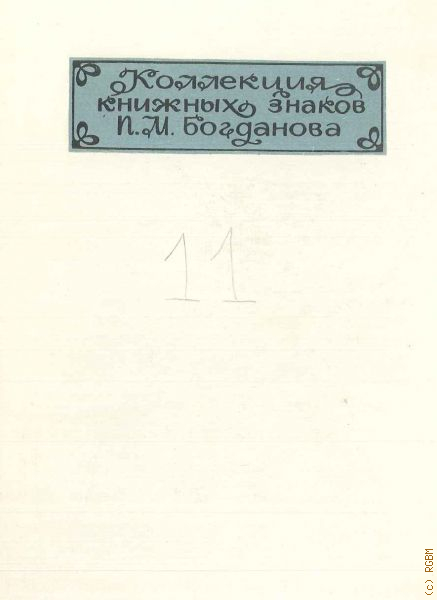 Коллекция
книжных знаков
П.М. Богданова
11
(c) RGBM